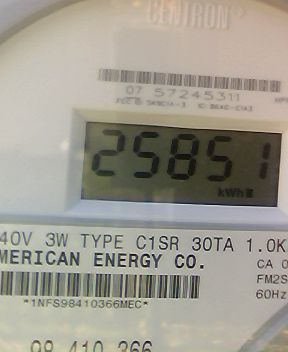 CENTRON
07 57245311
25851
kWh
40V 3W TYPE C1SR 30TA 1.0K
MERICAN ENERGY CO.
CA 0
FM2S
60Hz
*1NFS98410366MEC*
98 410 366